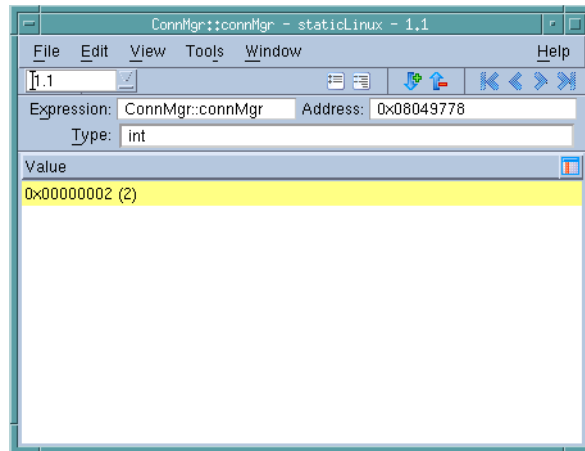 ConnMgr::connMgr - staticLinux - 1.1
File Edit View Tools Window Help
1.1
Expression: ConnMgr::connMgr Address: 0x08049778
Type: int
Value
0x00000002 (2)